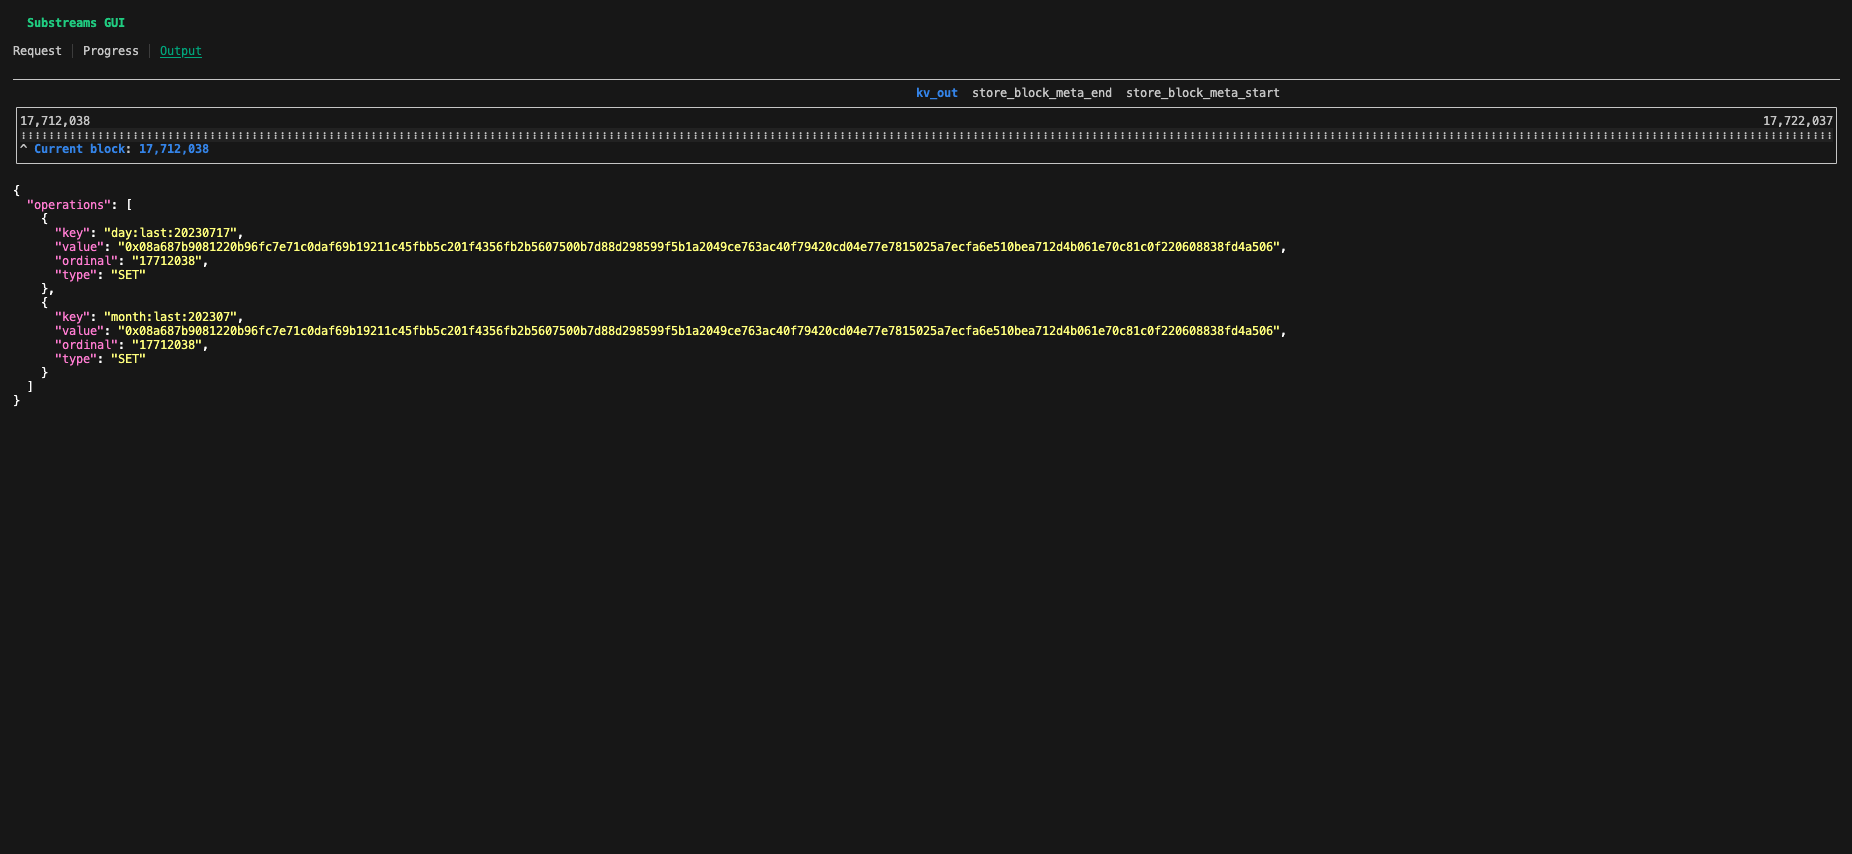 Substreams GUI
Request | Progress | Output
kv_out store_block_meta_end store_block_meta_start
17,712,038 17,722,037
^ Current block: 17,712,038
{
  "operations": [
    {
      "key": "day:last:20230717",
      "value": "0x08a687b9081220b96fc7e71c0daf69b19211c45fbb5c201f4356fb2b5607500b7d88d298599f5b1a2049ce763ac40f79420cd04e77e7815025a7ecfa6e510bea712d4b061e70c81c0f220608838fd4a506",
      "ordinal": "17712038",
      "type": "SET"
    },
    {
      "key": "month:last:202307",
      "value": "0x08a687b9081220b96fc7e71c0daf69b19211c45fbb5c201f4356fb2b5607500b7d88d298599f5b1a2049ce763ac40f79420cd04e77e7815025a7ecfa6e510bea712d4b061e70c81c0f220608838fd4a506",
      "ordinal": "17712038",
      "type": "SET"
    }
  ]
}